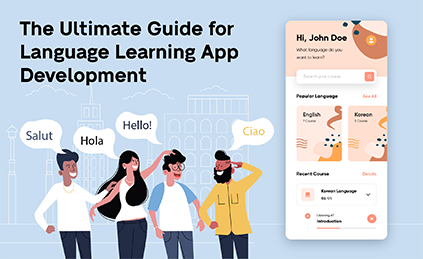 The Ultimate Guide for
Language Learning App
Development
Salut
Hola
Hello!
Ciao
Hi, John Doe
What language do you
want to learn?
Search your course
Popular Language
See All
English
Korean
Recent Course
Details
Korean Language
Introduction